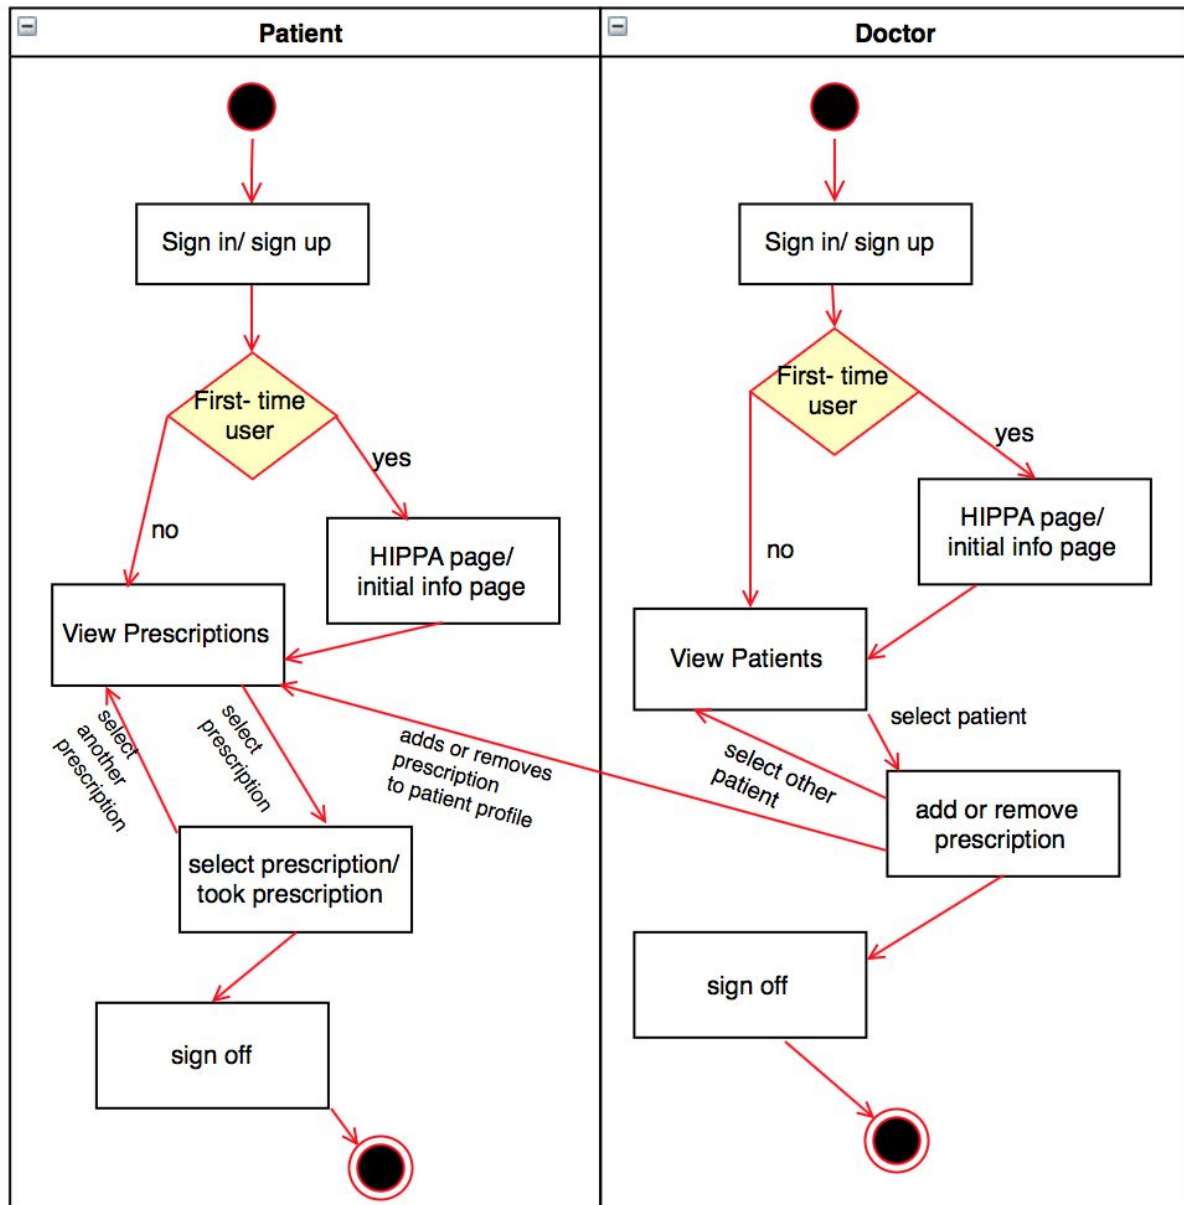 Patient
Sign in/ sign up
First- time
user
yes
no
HIPPA page/
initial info page
View Prescriptions
select
another
prescription
select
prescription
adds or removes
prescription
to patient profile
select prescription/
took prescription
sign off
Doctor
Sign in/ sign up
First- time
user
yes
no
HIPPA page/
initial info page
View Patients
select patient
select other
patient
add or remove
prescription
sign off